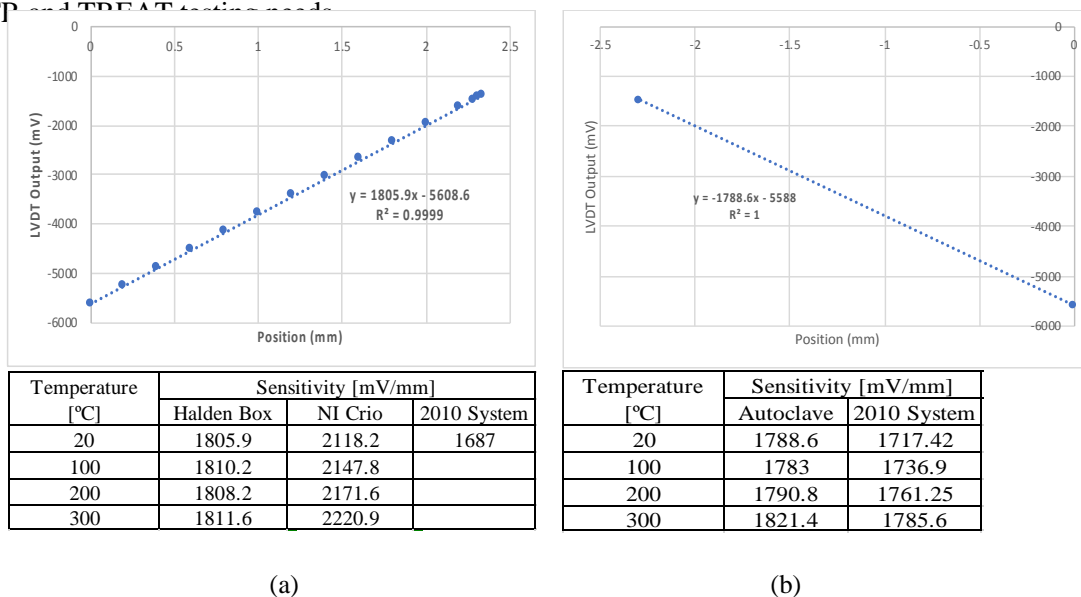 TR and TREAT testing needs
0
0 0.5 1 1.5 2 2.5
-1000
-2000
-3000
-4000
-5000
-6000
LVDT Output (mV)
y = 1805.9x - 5608.6
R² = 0.9999
Position (mm)
0
-2.5 -2 -1.5 -1 -0.5 0
-1000
-2000
-3000
-4000
-5000
-6000
LVDT Output (mV)
y = -1788.6x - 5588
R² = 1
Position (mm)
Temperature Sensitivity [mV/mm]
[ºC] Halden Box NI Crio 2010 System
20 1805.9 2118.2 1687
100 1810.2 2147.8
200 1808.2 2171.6
300 1811.6 2220.9
Temperature Sensitivity [mV/mm]
[ºC] Autoclave 2010 System
20 1788.6 1717.42
100 1783 1736.9
200 1790.8 1761.25
300 1821.4 1785.6
(a) (b)